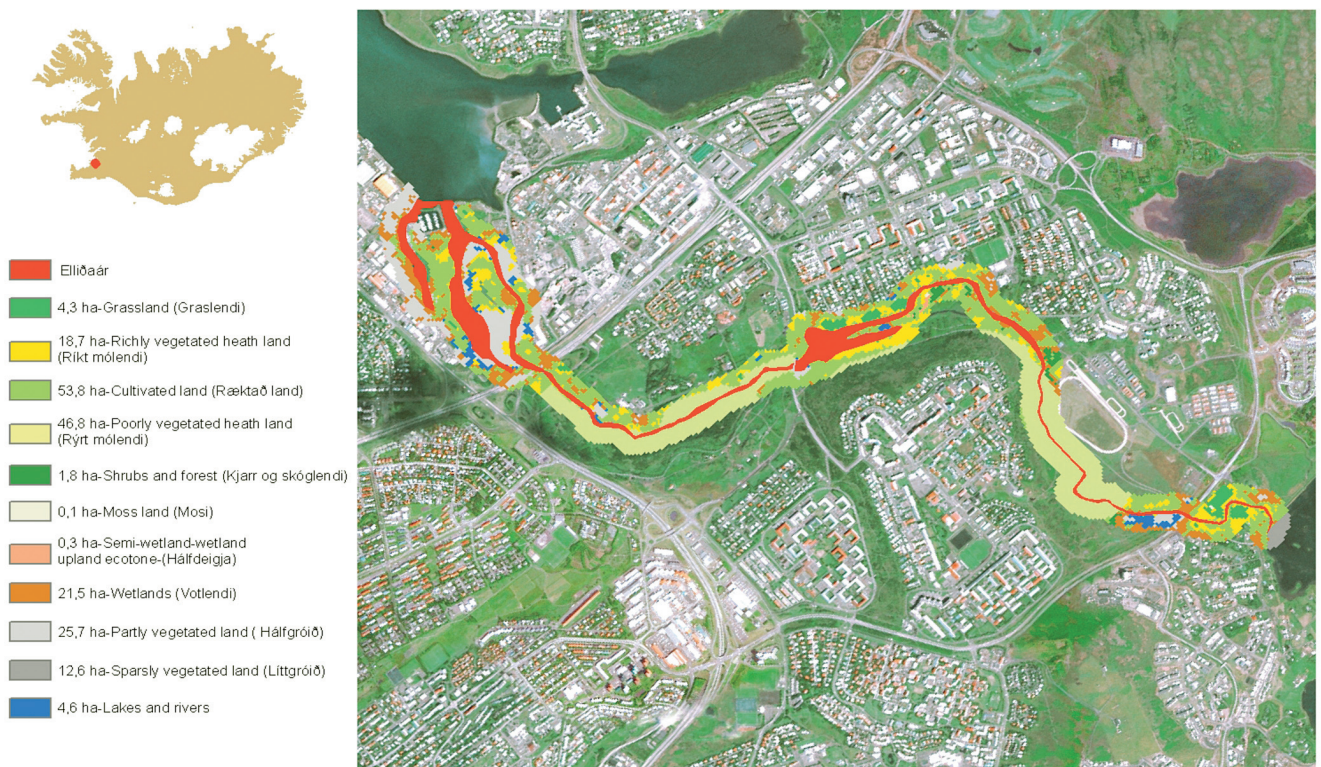 Elliðaár
4,3 ha-Grassland (Graslendi)
18,7 ha-Richly vegetated heath land
(Ríkt mólendi)
53,8 ha-Cultivated land (Ræktað land)
46,8 ha-Poorly vegetated heath land
(Rýrt mólendi)
1,8 ha-Shrubs and forest (Kjarr og skóglendi)
0,1 ha-Moss land (Mosi)
0,3 ha-Semi-wetland-wetland
upland ecotone-(Hálfdeigja)
21,5 ha-Wetlands (Votlendi)
25,7 ha-Partly vegetated land ( Hálfgróið)
12,6 ha-Sparsly vegetated land (Líttgróið)
4,6 ha-Lakes and rivers